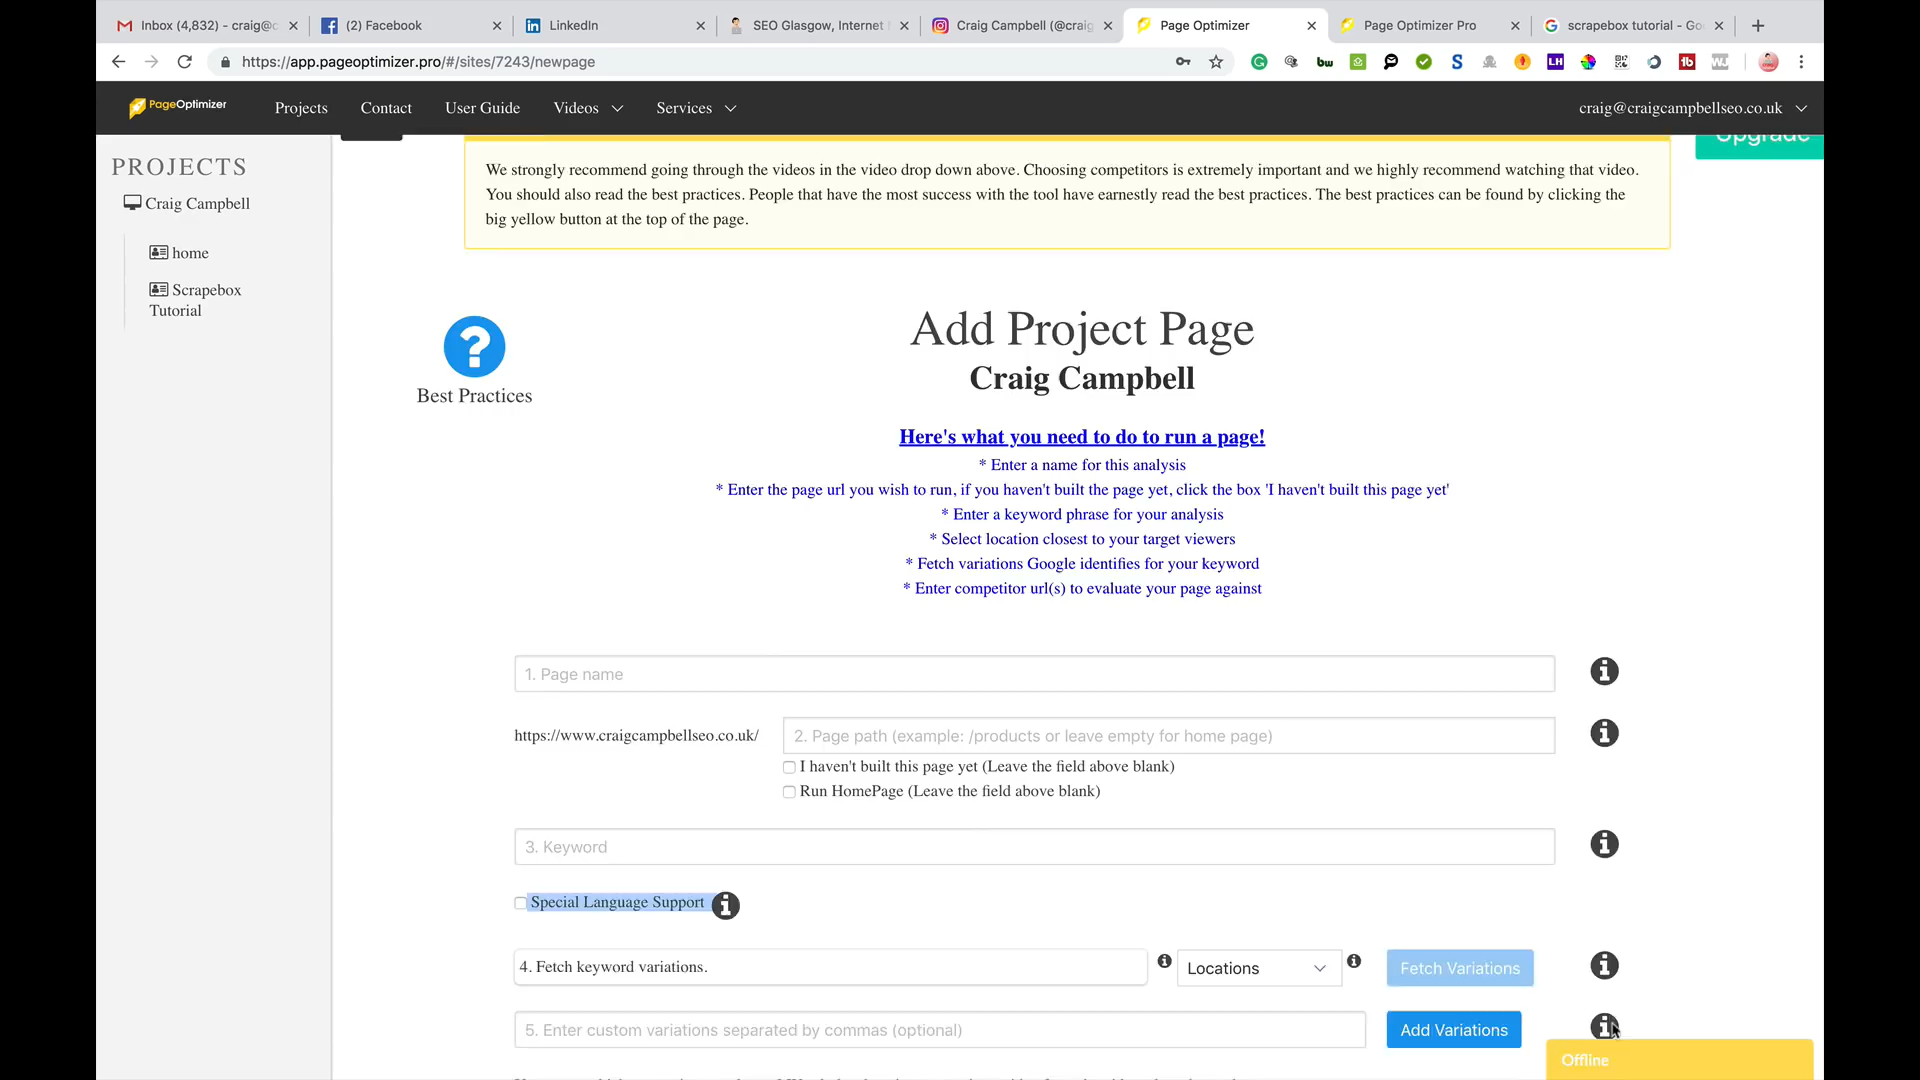 Inbox (4,832) - craig@c
(2) Facebook
LinkedIn
SEO Glasgow, Internet
Craig Campbell (@craig
Page Optimizer
Page Optimizer Pro
scrapebox tutorial - Go
https://app.pageoptimizer.pro/#/sites/7243/newpage
PageOptimizer
Projects
Contact
User Guide
Videos
Services
craig@craigcampbellseo.co.uk
Upgrade
PROJECTS
Craig Campbell
home
Scrapebox
Tutorial
We strongly recommend going through the videos in the video drop down above. Choosing competitors is extremely important and we highly recommend watching that video.
You should also read the best practices. People that have the most success with the tool have earnestly read the best practices. The best practices can be found by clicking the
big yellow button at the top of the page.
Best Practices
Add Project Page
Craig Campbell
Here's what you need to do to run a page!
* Enter a name for this analysis
* Enter the page url you wish to run, if you haven't built the page yet, click the box 'I haven't built this page yet'
* Enter a keyword phrase for your analysis
* Select location closest to your target viewers
* Fetch variations Google identifies for your keyword
* Enter competitor url(s) to evaluate your page against
1. Page name
https://www.craigcampbellseo.co.uk/
2. Page path (example: /products or leave empty for home page)
I haven't built this page yet (Leave the field above blank)
Run HomePage (Leave the field above blank)
3. Keyword
Special Language Support
4. Fetch keyword variations.
Locations
Fetch Variations
5. Enter custom variations separated by commas (optional)
Add Variations
Offline